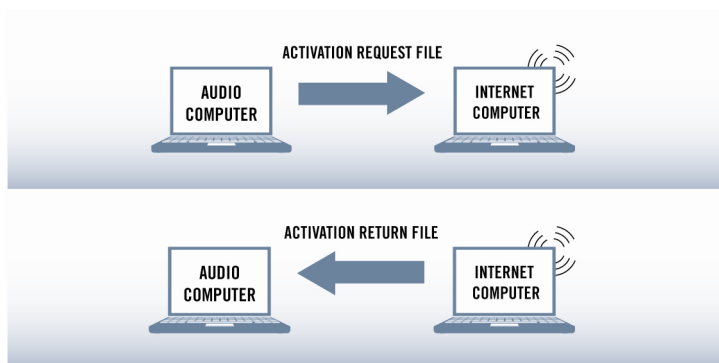 ACTIVATION REQUEST FILE
AUDIO
COMPUTER
INTERNET
COMPUTER
ACTIVATION RETURN FILE
AUDIO
COMPUTER
INTERNET
COMPUTER